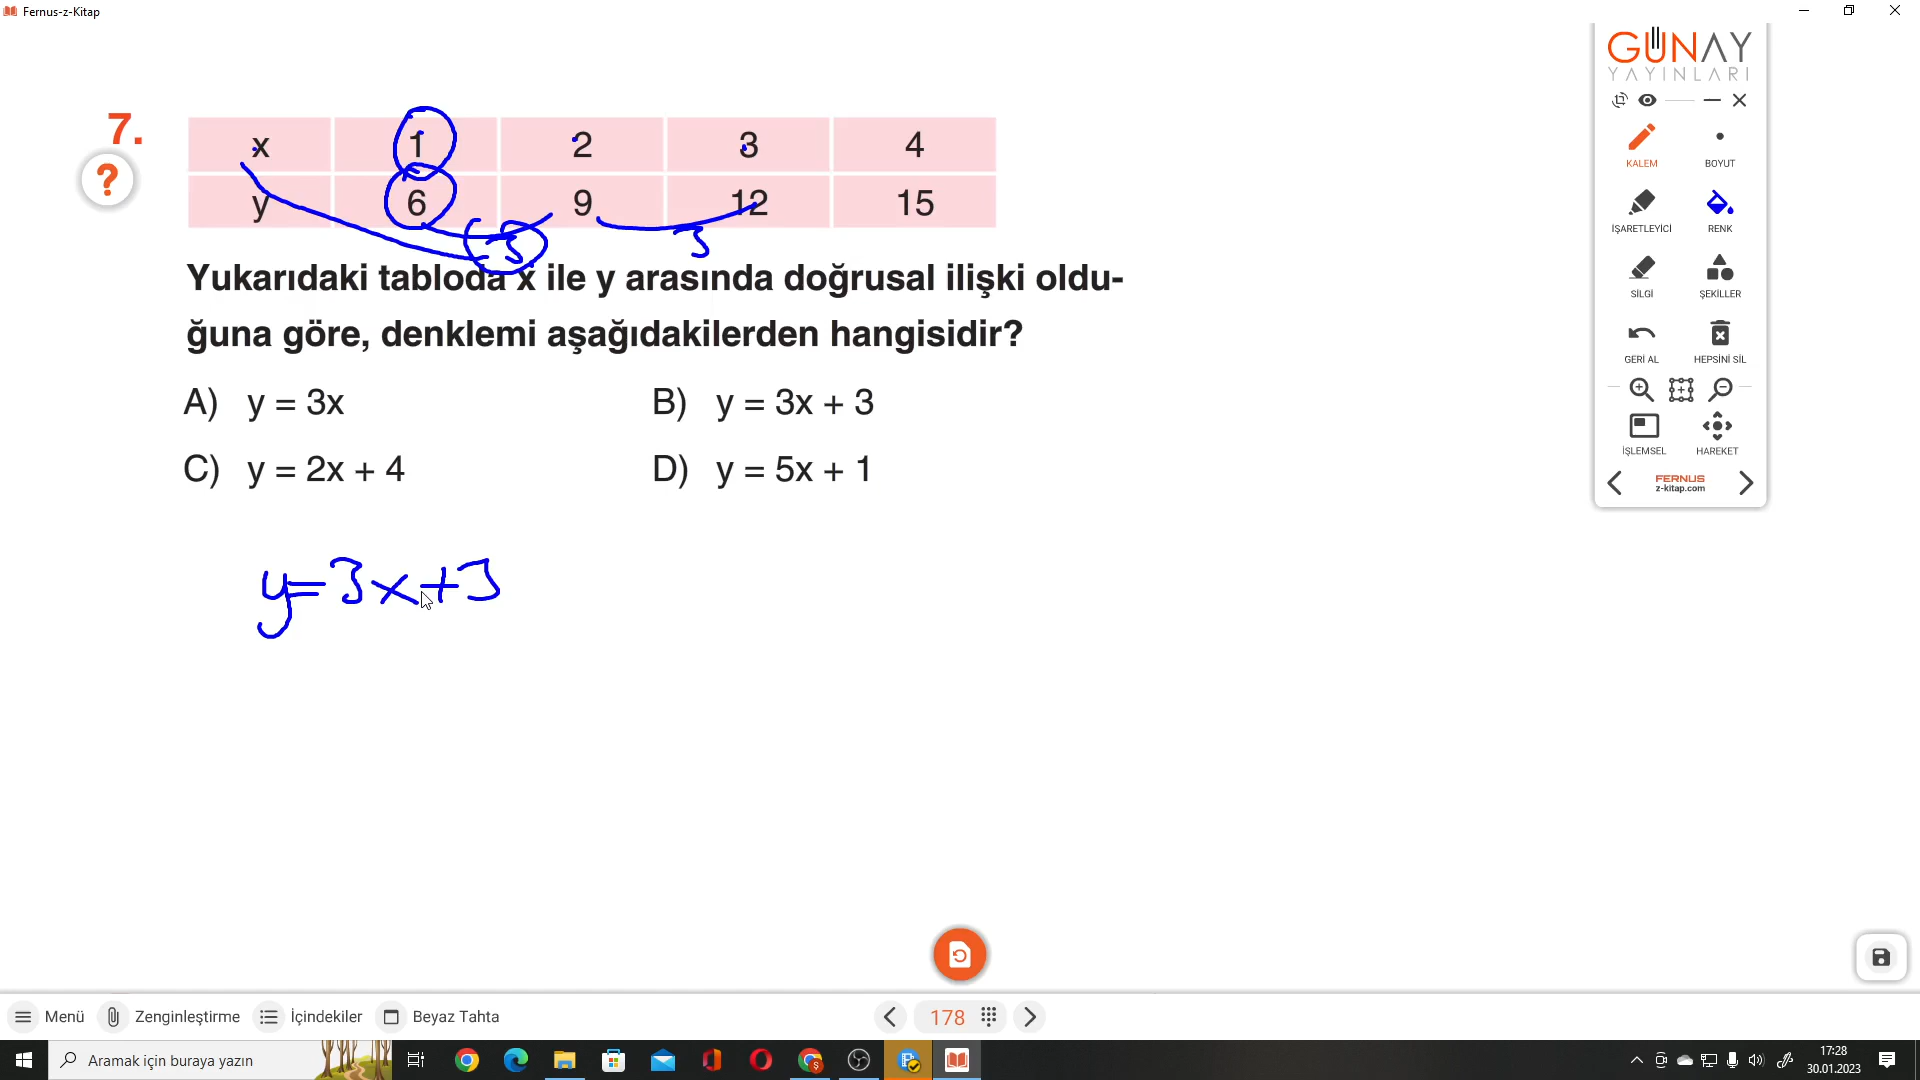 Fernus-z-Kitap
GÜNAY
YAYINLARI
7.
?
x 1 2 3 4
y 6 9 12 15
3 3
Yukarıdaki tabloda x ile y arasında doğrusal ilişki oldu-
ğuna göre, denklemi aşağıdakilerden hangisidir?
A) y = 3x B) y = 3x + 3
C) y = 2x + 4 D) y = 5x + 1
y=3x+3
KALEM BOYUT
İŞARETLEYİCİ RENK
SİLGİ ŞEKİLLER
GERİ AL HEPSİNİ SİL
İŞLEMSEL HAREKET
FERNUS
z-kitap.com
Menü Zenginleştirme İçindekiler Beyaz Tahta 178
Aramak için buraya yazın
17:28
30.01.2023